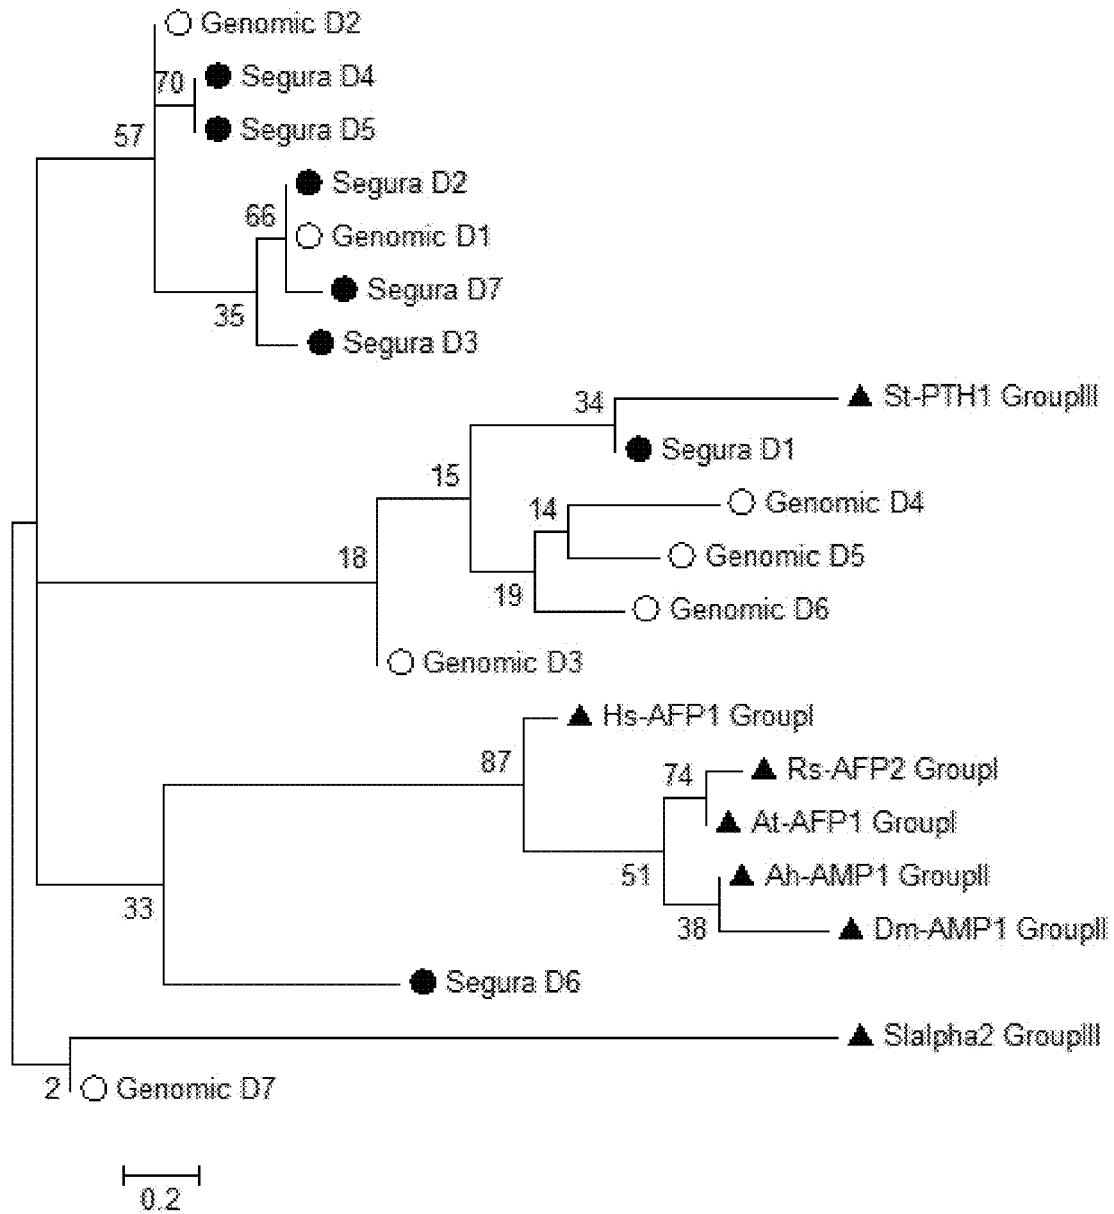 Genomic D2
70
Segura D4
57
Segura D5
Segura D2
66
Genomic D1
Segura D7
35
Segura D3
34
St-PTH1 GroupIII
Segura D1
15
14
Genomic D4
18
Genomic D5
19
Genomic D6
Genomic D3
Hs-AFP1 GroupI
87
74
Rs-AFP2 GroupI
At-AFP1 GroupI
51
Ah-AMP1 GroupII
33
38
Dm-AMP1 GroupII
Segura D6
Slalpha2 GroupIII
2
Genomic D7
0.2